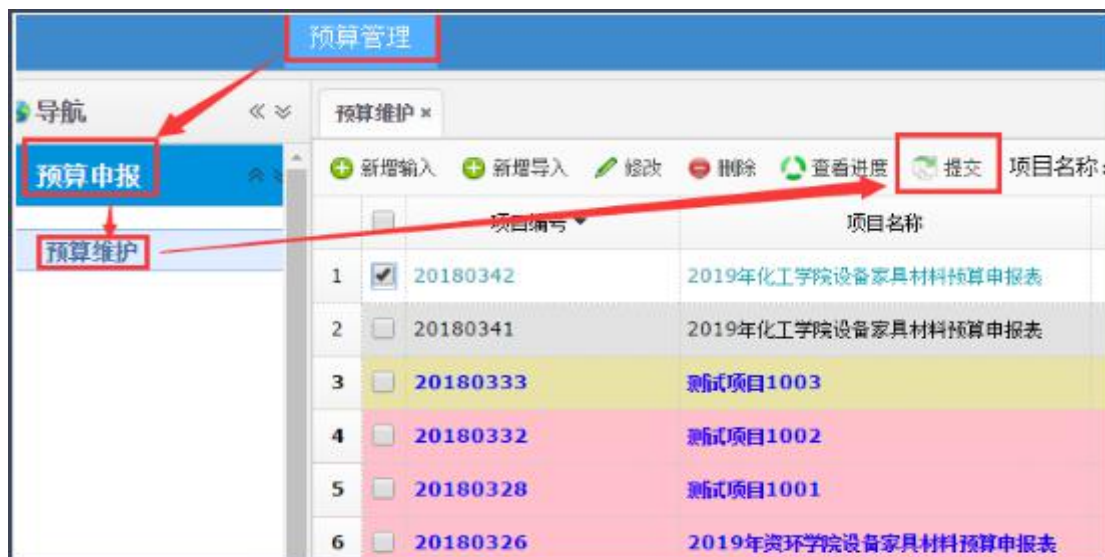 预算管理
导航
预算维护 ×
预算申报
新增输入 新增导入 修改 删除 查看进度 提交 项目名称:
预算维护
项目编号 项目名称
1 20180342 2019年化工学院设备家具材料预算申报表
2 20180341 2019年化工学院设备家具材料预算申报表
3 20180333 测试项目1003
4 20180332 测试项目1002
5 20180328 测试项目1001
6 20180326 2019年资环学院设备家具材料预算申报表